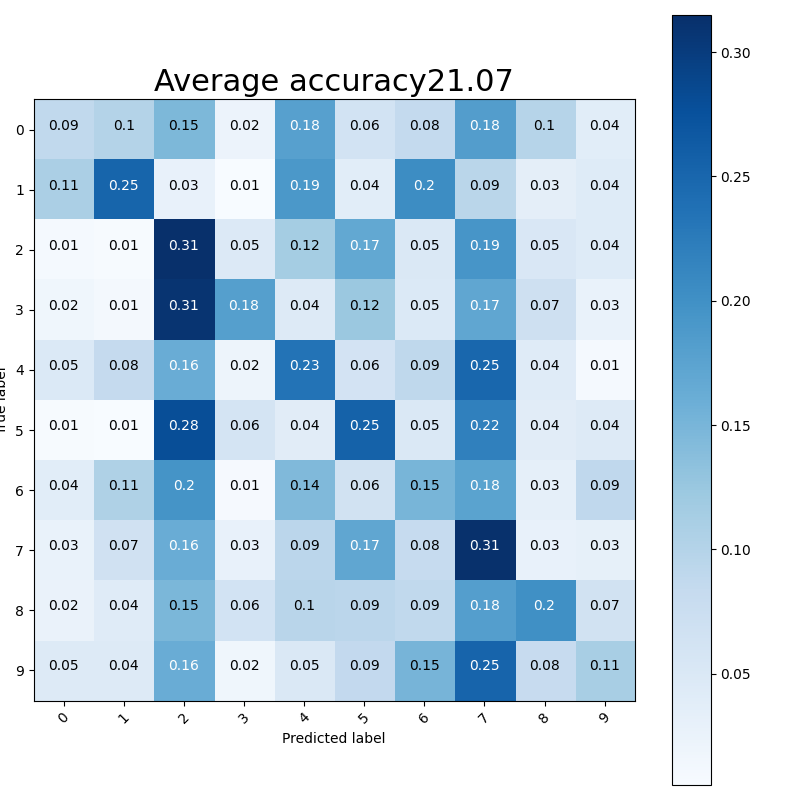 Average accuracy21.07
0 0.09 0.1 0.15 0.02 0.18 0.06 0.08 0.18 0.1 0.04
1 0.11 0.25 0.03 0.01 0.19 0.04 0.2 0.09 0.03 0.04
2 0.01 0.01 0.31 0.05 0.12 0.17 0.05 0.19 0.05 0.04
3 0.02 0.01 0.31 0.18 0.04 0.12 0.05 0.17 0.07 0.03
4 0.05 0.08 0.16 0.02 0.23 0.06 0.09 0.25 0.04 0.01
5 0.01 0.01 0.28 0.06 0.04 0.25 0.05 0.22 0.04 0.04
6 0.04 0.11 0.2 0.01 0.14 0.06 0.15 0.18 0.03 0.09
7 0.03 0.07 0.16 0.03 0.09 0.17 0.08 0.31 0.03 0.03
8 0.02 0.04 0.15 0.06 0.1 0.09 0.09 0.18 0.2 0.07
9 0.05 0.04 0.16 0.02 0.05 0.09 0.15 0.25 0.08 0.11
0 1 2 3 4 5 6 7 8 9
Predicted label
label
0.30
0.25
0.20
0.15
0.10
0.05